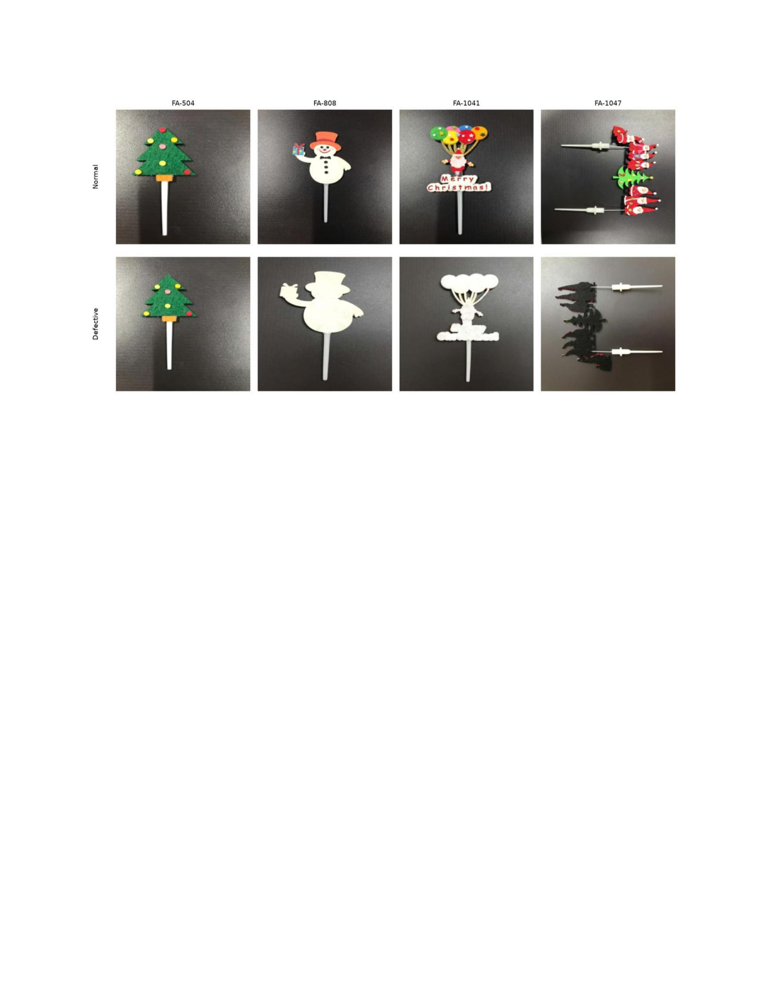 FA-504 FA-808 FA-1041 FA-1047
Normal
Merry
Christmas!
Defective